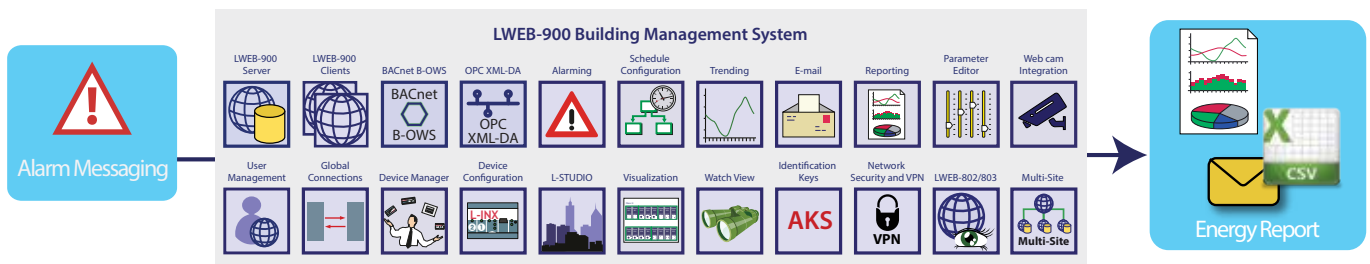 Alarm Messaging
LWEB-900 Building Management System
LWEB-900
Server
LWEB-900
Clients
BACnet B-OWS
OPC XML-DA
Alarming
Schedule
Configuration
Trending
E-mail
Reporting
Parameter
Editor
Web cam
Integration
BACnet
B-OWS
OPC
XML-DA
User
Management
Global
Connections
Device Manager
Device
Configuration
L-STUDIO
Visualization
Watch View
Identification
Keys
Network
Security and VPN
LWEB-802/803
Multi-Site
L-INX
AKS
VPN
Multi-Site
X
CSV
Energy Report